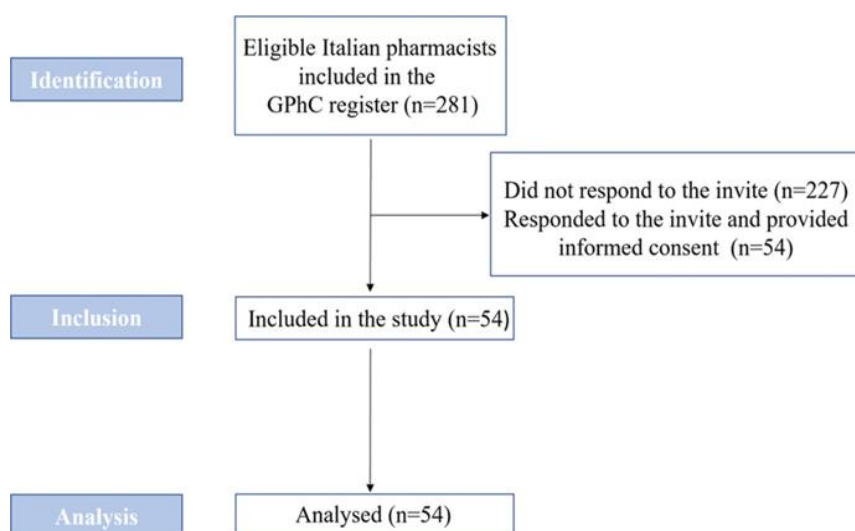 Identification
Eligible Italian pharmacists
included in the
GPhC register (n=281)
Did not respond to the invite (n=227)
Responded to the invite and provided
informed consent (n=54)
Inclusion
Included in the study (n=54)
Analysis
Analysed (n=54)